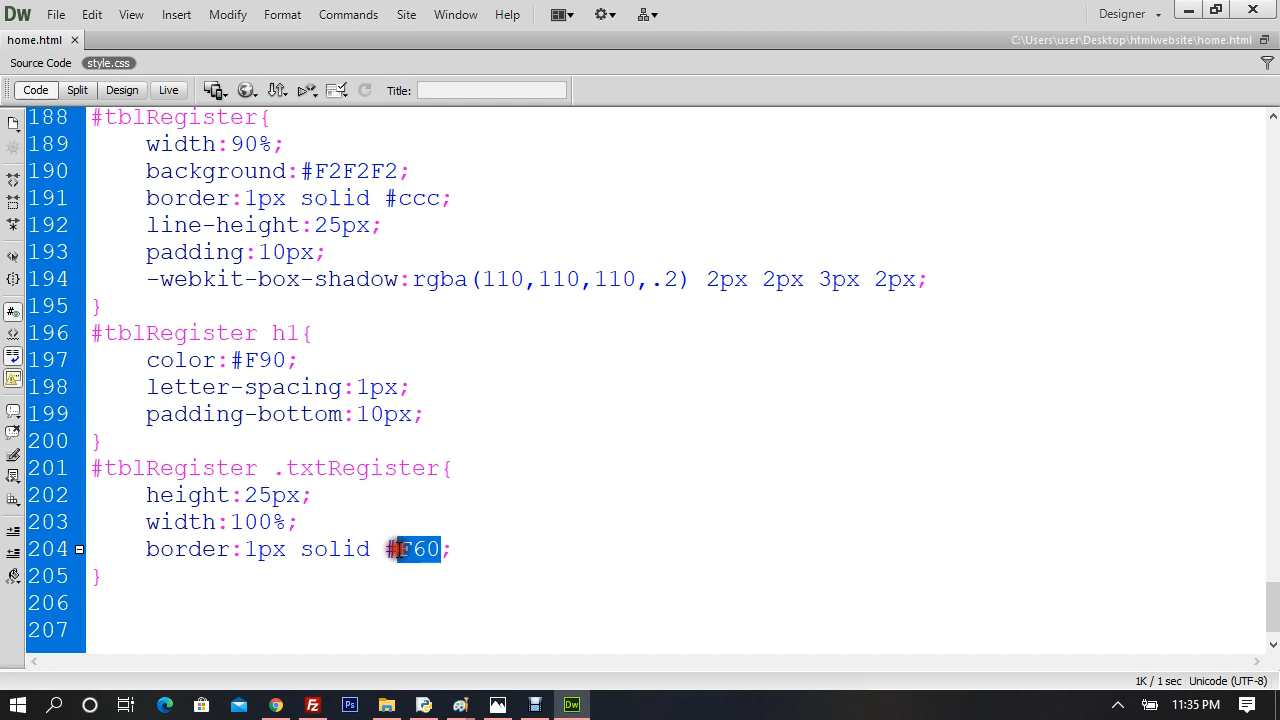 Dw File Edit View Insert Modify Format Commands Site Window Help Designer
home.html C:\Users\user\Desktop\htmlwebsite\home.html
Source Code style.css
Code Split Design Live Title:
188 #tblRegister{
189 width:90%;
190 background:#F2F2F2;
191 border:1px solid #ccc;
192 line-height:25px;
193 padding:10px;
194 -webkit-box-shadow:rgba(110,110,110,.2) 2px 2px 3px 2px;
195 }
196 #tblRegister h1{
197 color:#F90;
198 letter-spacing:1px;
199 padding-bottom:10px;
200 }
201 #tblRegister .txtRegister{
202 height:25px;
203 width:100%;
204 border:1px solid #F60;
205 }
206
207
1K / 1 sec Unicode (UTF-8)
Fz Ps Dw 11:35 PM